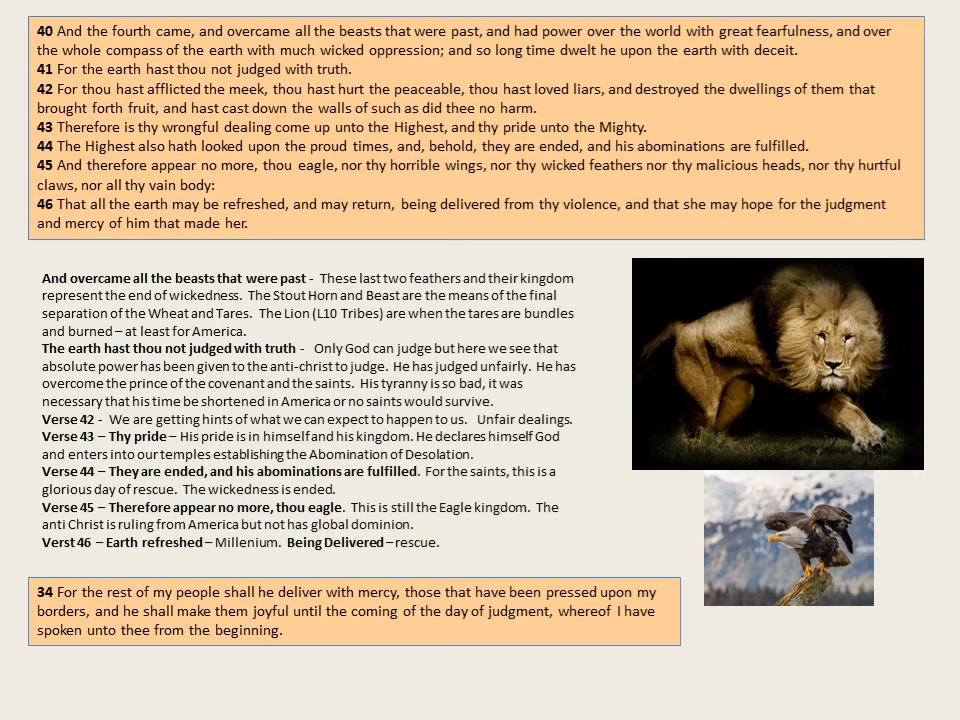 40 And the fourth came, and overcame all the beasts that were past, and had power over the world with great fearfulness, and over
the whole compass of the earth with much wicked oppression; and so long time dwelt he upon the earth with deceit.
41 For the earth hast thou not judged with truth.
42 For thou hast afflicted the meek, thou hast hurt the peaceable, thou hast loved liars, and destroyed the dwellings of them that
brought forth fruit, and hast cast down the walls of such as did thee no harm.
43 Therefore is thy wrongful dealing come up unto the Highest, and thy pride unto the Mighty.
44 The Highest also hath looked upon the proud times, and, behold, they are ended, and his abominations are fulfilled.
45 And therefore appear no more, thou eagle, nor thy horrible wings, nor thy wicked feathers nor thy malicious heads, nor thy hurtful
claws, nor all thy vain body:
46 That all the earth may be refreshed, and may return, being delivered from thy violence, and that she may hope for the judgment
and mercy of him that made her.
And overcame all the beasts that were past - These last two feathers and their kingdom
represent the end of wickedness. The Stout Horn and Beast are the means of the final
separation of the Wheat and Tares. The Lion (L10 Tribes) are when the tares are bundles
and burned – at least for America.
The earth hast thou not judged with truth - Only God can judge but here we see that
absolute power has been given to the anti-christ to judge. He has judged unfairly. He has
overcome the prince of the covenant and the saints. His tyranny is so bad, it was
necessary that his time be shortened in America or no saints would survive.
Verse 42 - We are getting hints of what we can expect to happen to us. Unfair dealings.
Verse 43 – Thy pride – His pride is in himself and his kingdom. He declares himself God
and enters into our temples establishing the Abomination of Desolation.
Verse 44 – They are ended, and his abominations are fulfilled. For the saints, this is a
glorious day of rescue. The wickedness is ended.
Verse 45 – Therefore appear no more, thou eagle. This is still the Eagle kingdom. The
anti Christ is ruling from America but not has global dominion.
Verst 46 – Earth refreshed – Millenium. Being Delivered – rescue.
34 For the rest of my people shall he deliver with mercy, those that have been pressed upon my
borders, and he shall make them joyful until the coming of the day of judgment, whereof I have
spoken unto thee from the beginning.